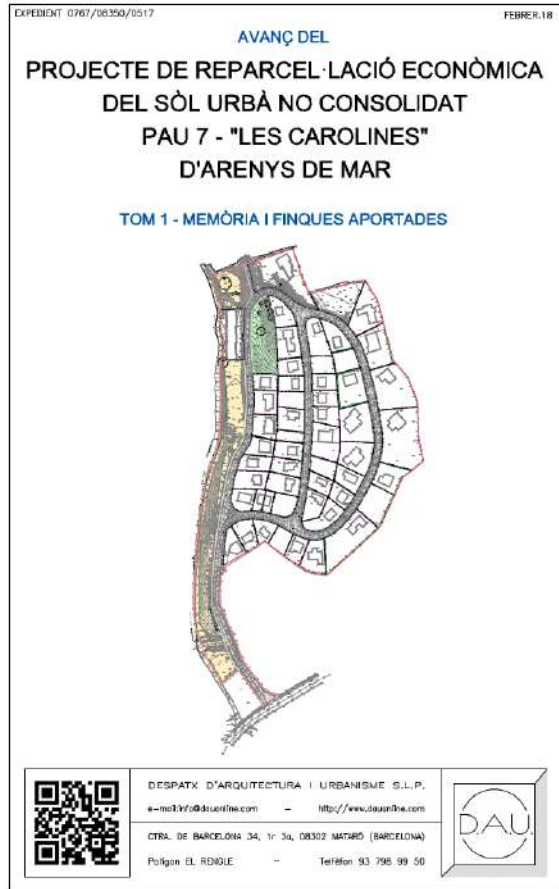 EXPEDIENT 0767/08350/0517
FEBRER.18
AVANÇ DEL
PROJECTE DE REPARCEL·LACIÓ ECONÒMICA
DEL SÒL URBÀ NO CONSOLIDAT
PAU 7 - "LES CAROLINES"
D'ARENYS DE MAR
TOM 1 - MEMÒRIA I FINQUES APORTADES
DESPATX D'ARQUITECTURA I URBANISME S.L.P.
e-mail:info@dauonline.com - http://www.dauonline.com
CTRA. DE BARCELONA 34, 1r 3a, 08302 MATARÓ (BARCELONA)
Polígon EL RENGLE - Telèfon 93 798 99 50
D.A.U.